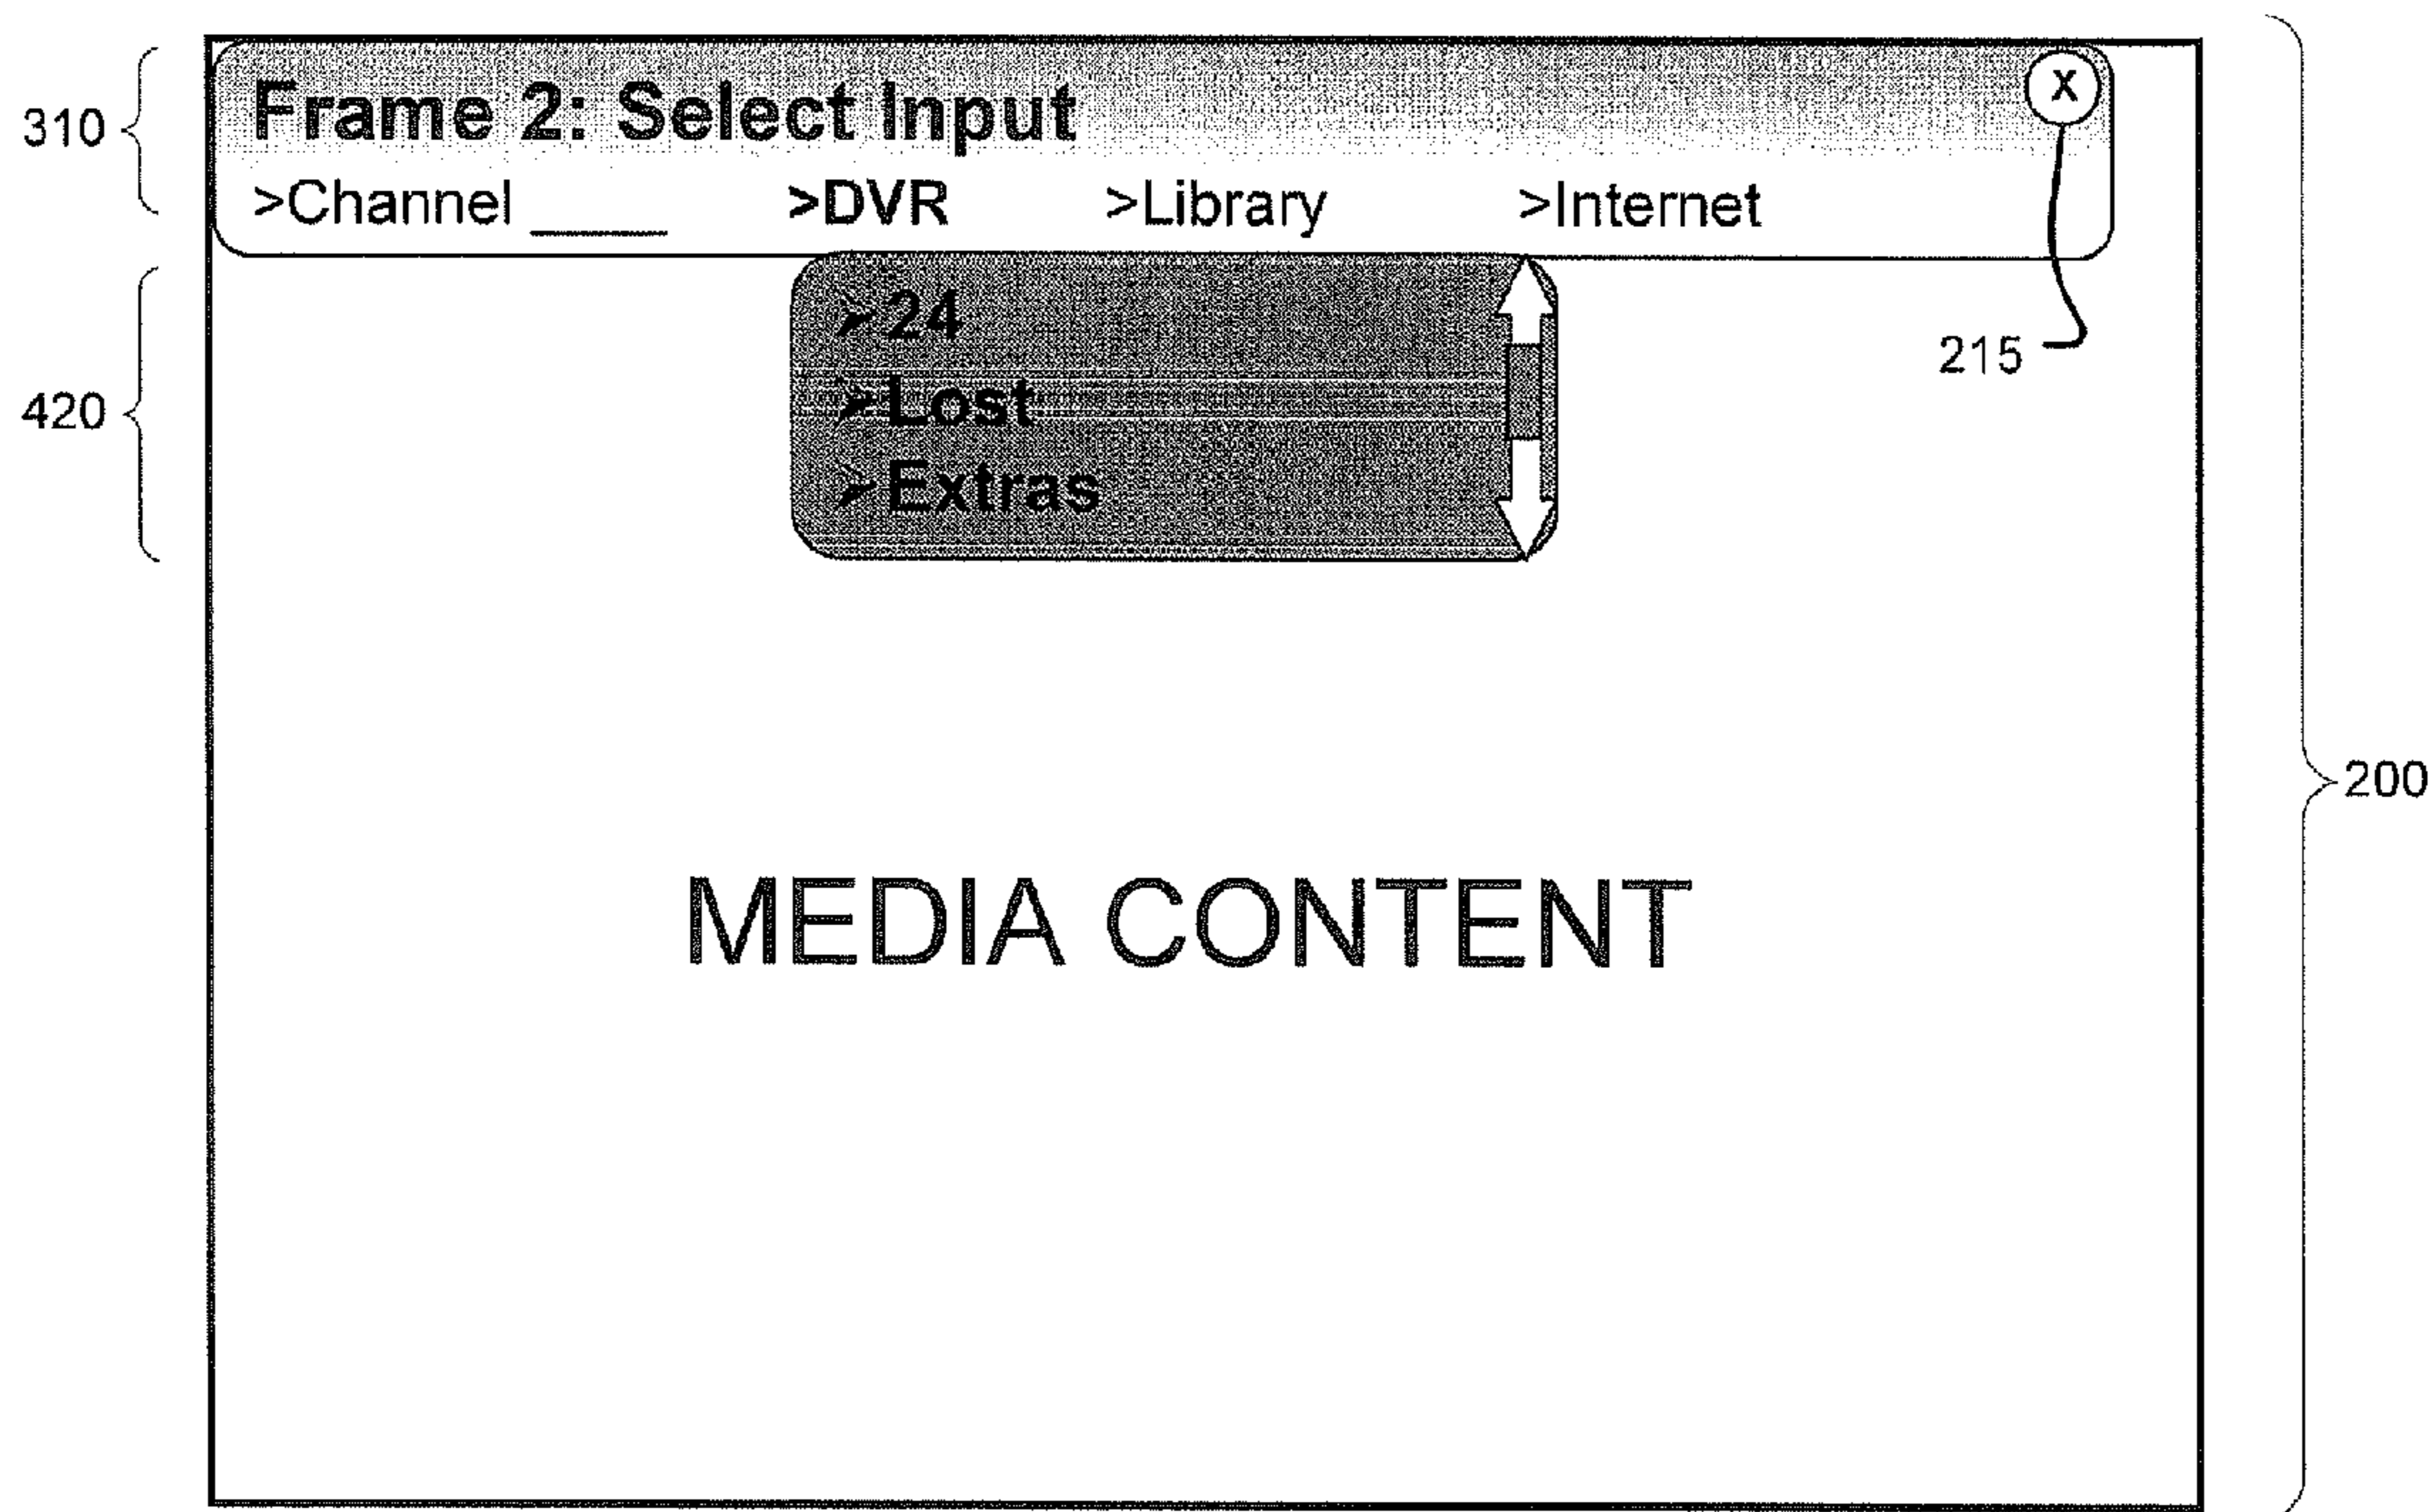 310
Frame 2: Select Input
X
>Channel ____ >DVR >Library >Internet
420
➢24
➢Lost
➢Extras
215
200
MEDIA CONTENT